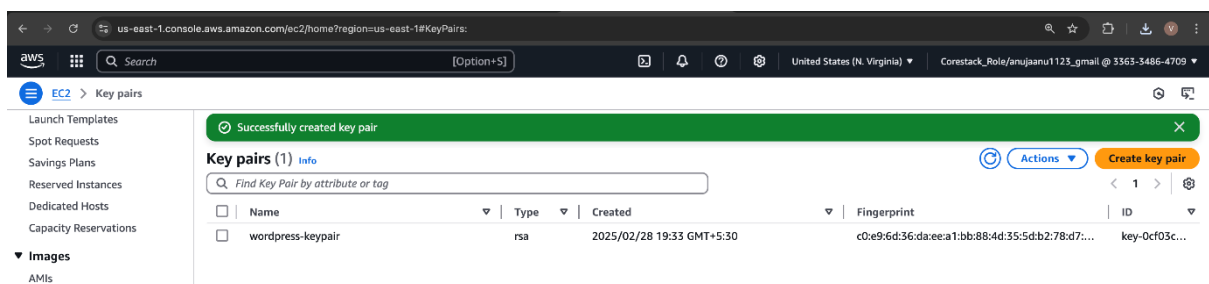 us-east-1.console.aws.amazon.com/ec2/home?region=us-east-1#KeyPairs:
V
aws
Search [Option+S] United States (N. Virginia) ▼ Corestack_Role/anujaanu1123_gmail @ 3363-3486-4709 ▼
EC2 > Key pairs
Launch Templates
Spot Requests
Savings Plans
Reserved Instances
Dedicated Hosts
Capacity Reservations
▼ Images
AMIs
Successfully created key pair
Key pairs (1) Info
Actions ▼ Create key pair
Find Key Pair by attribute or tag
< 1 >
Name Type Created Fingerprint ID
wordpress-keypair rsa 2025/02/28 19:33 GMT+5:30 c0:e9:6d:36:da:ee:a1:bb:88:4d:35:5d:b2:78:d7:... key-0cf03c...